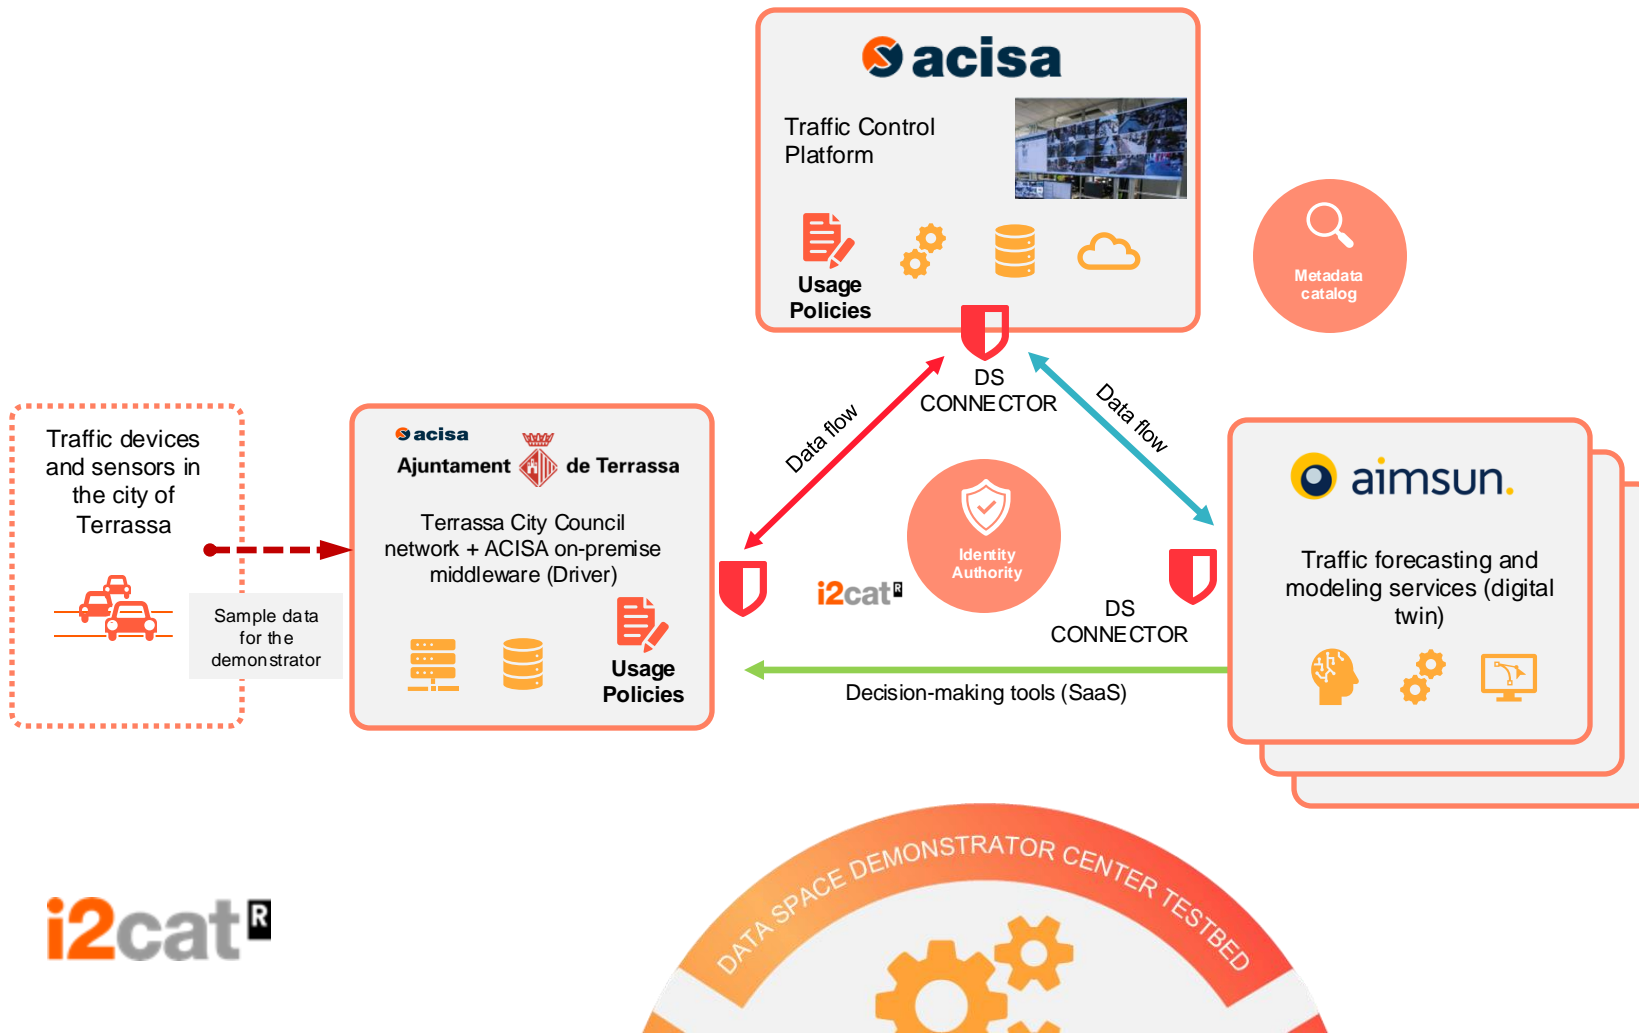 acisa
Traffic Control
Platform
Usage
Policies
Metadata
catalog
DS
CONNECTOR
Data flow
Data flow
Traffic devices
and sensors in
the city of
Terrassa
Sample data
for the
demonstrator
acisa
Ajuntament de Terrassa
Terrassa City Council
network + ACISA on-premise
middleware (Driver)
Usage
Policies
Identity
Authority
i2cat R
DS
CONNECTOR
aimsun.
Traffic forecasting and
modeling services (digital
twin)
Decision-making tools (SaaS)
DATA SPACE DEMONSTRATOR CENTER TESTBED
i2cat R